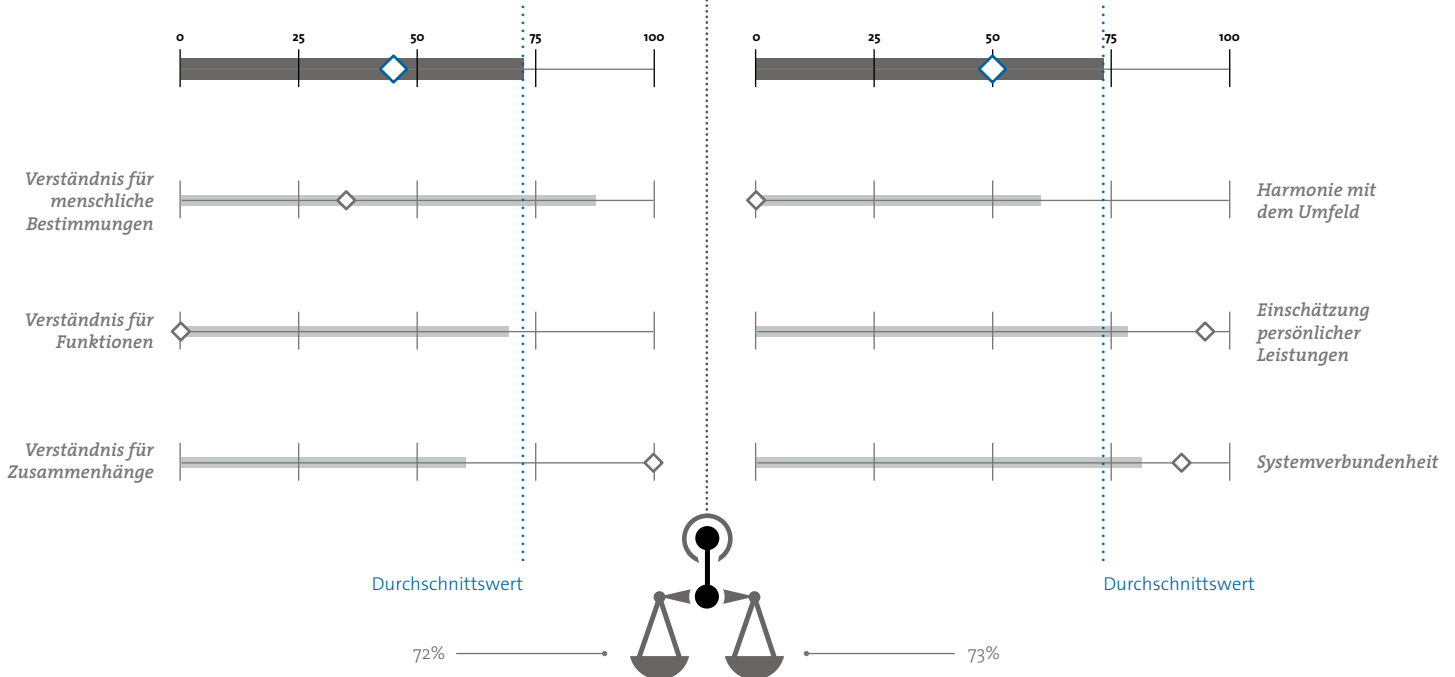 0 25 50 75 100
0 25 50 75 100
Verständnis für
menschliche
Bestimmungen
Harmonie mit
dem Umfeld
Verständnis für
Funktionen
Einschätzung
persönlicher
Leistungen
Verständnis für
Zusammenhänge
Systemverbundenheit
Durchschnittswert
Durchschnittswert
72%
73%